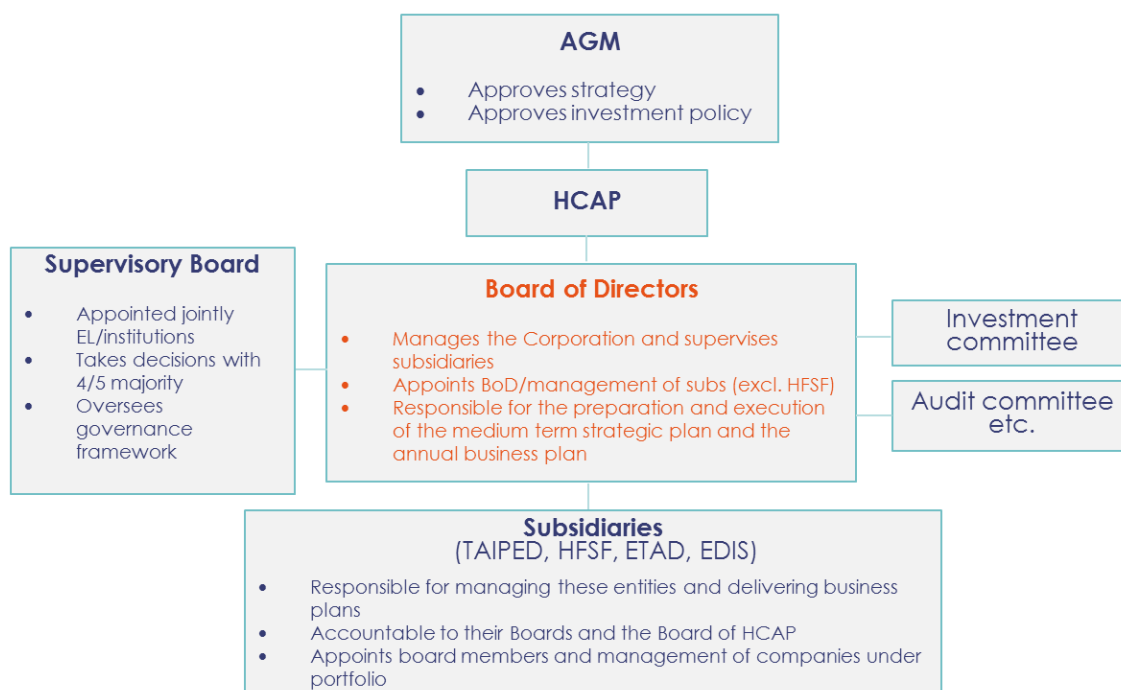 AGM
• Approves strategy
• Approves investment policy
HCAP
Supervisory Board
• Appointed jointly
EL/institutions
• Takes decisions with
4/5 majority
• Oversees
governance
framework
Board of Directors
• Manages the Corporation and supervises
subsidiaries
• Appoints BoD/management of subs (excl. HFSF)
• Responsible for the preparation and execution
of the medium term strategic plan and the
annual business plan
Investment
committee
Audit committee
etc.
Subsidiaries
(TAIPED, HFSF, ETAD, EDIS)
• Responsible for managing these entities and delivering business
plans
• Accountable to their Boards and the Board of HCAP
• Appoints board members and management of companies under
portfolio